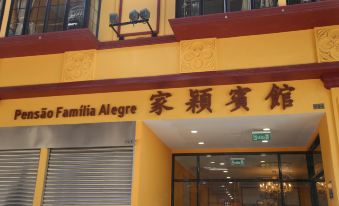 Pensão Família Alegre 家穎賓館